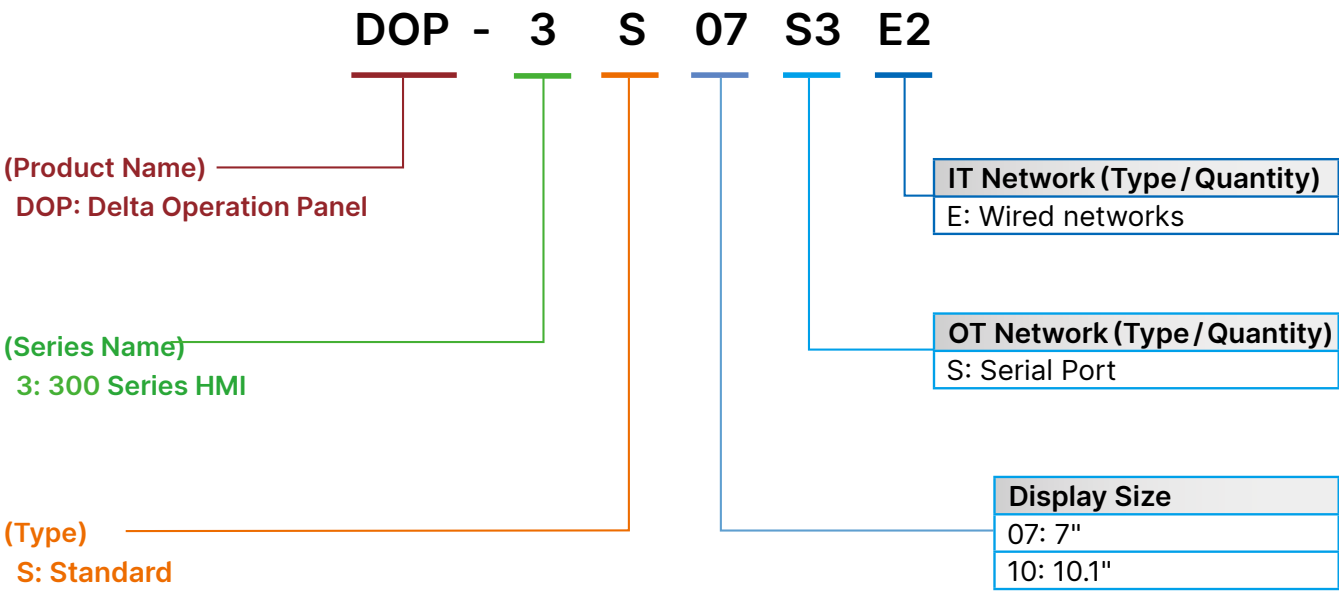 DOP - 3 S 07 S3 E2
(Product Name)
DOP: Delta Operation Panel
IT Network (Type / Quantity)
E: Wired networks
(Series Name)
3: 300 Series HMI
OT Network (Type / Quantity)
S: Serial Port
(Type)
S: Standard
Display Size
07: 7"
10: 10.1"